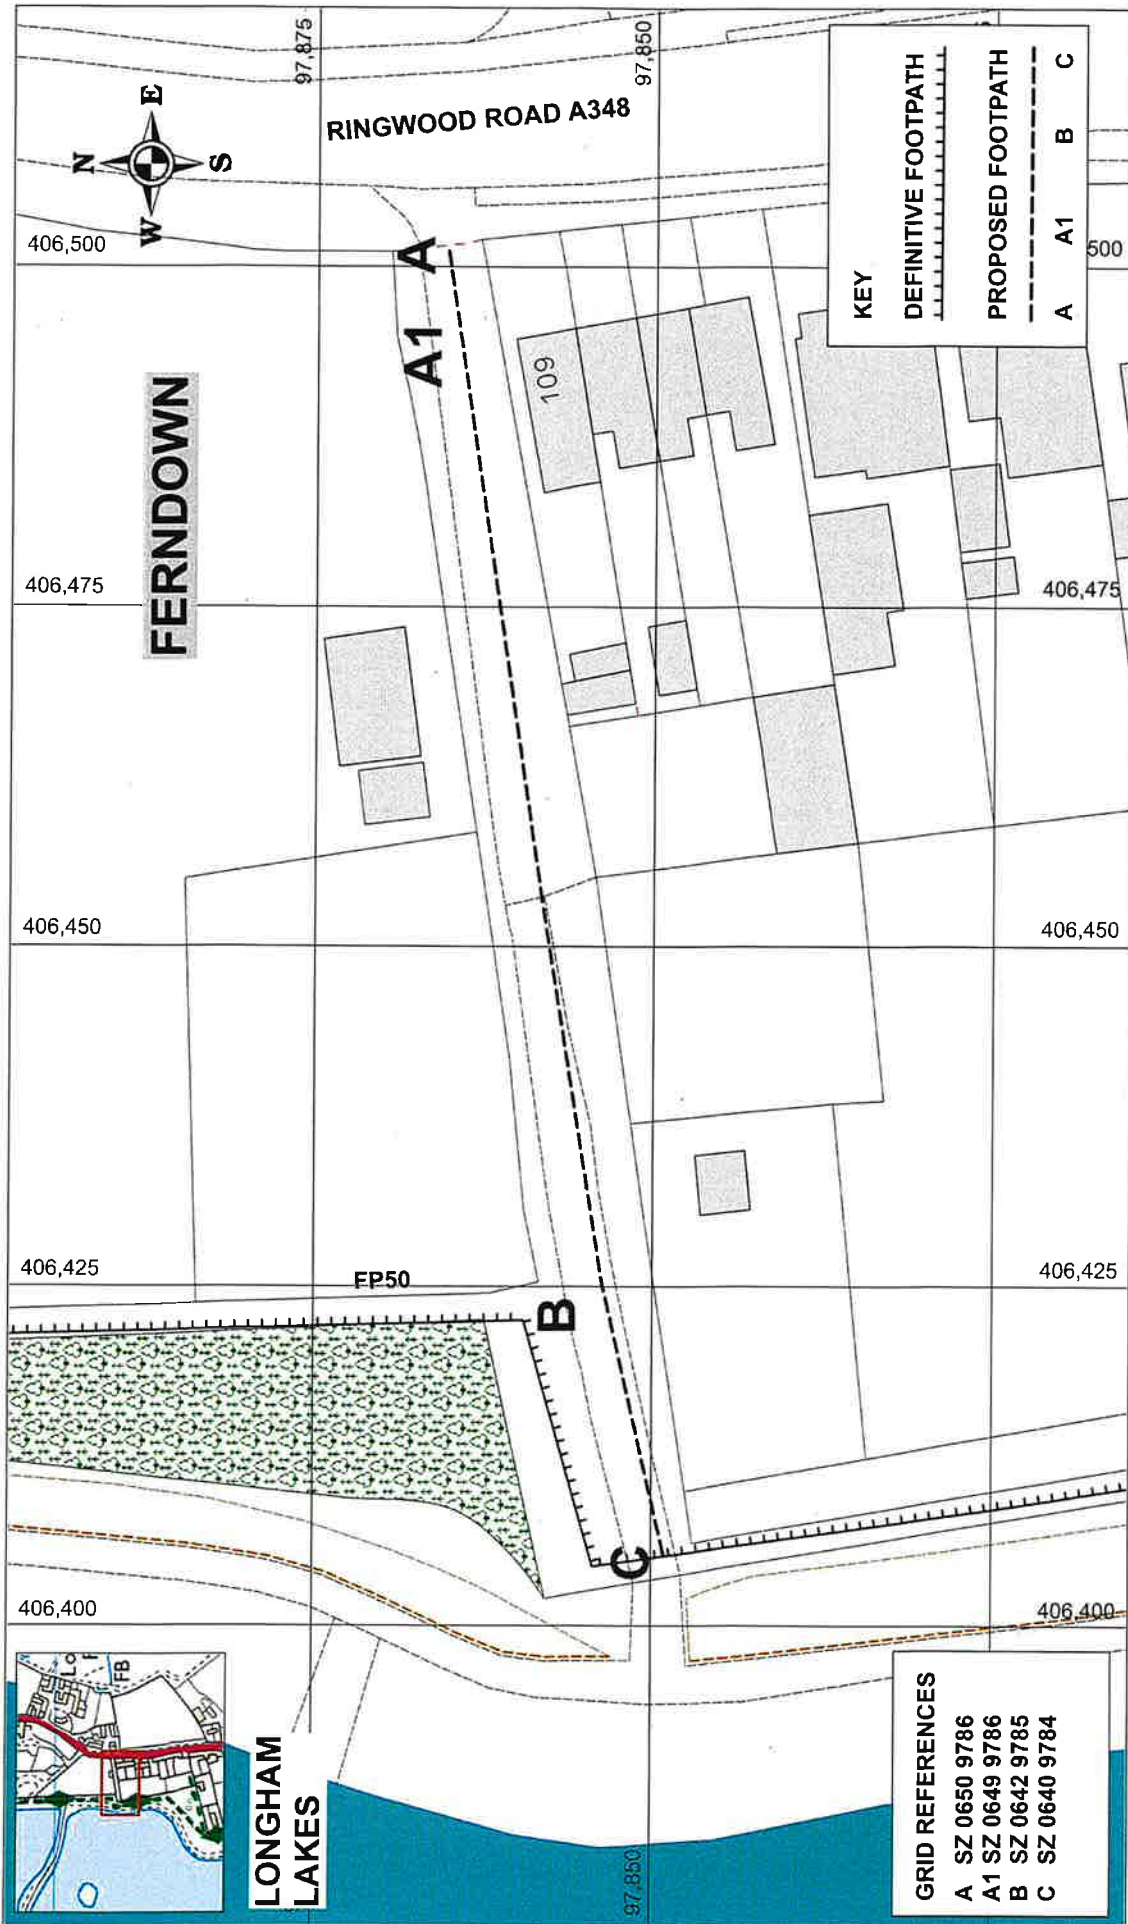 97,875
97,850
N
E
S
W
RINGWOOD ROAD A348
KEY
DEFINITIVE FOOTPATH
PROPOSED FOOTPATH
A A1 B C
406,500
A
A1
500
109
FERNDOWN
406,475
406,475
406,450
406,450
406,425
FP50
406,425
B
C
406,400
406,400
FB
LONGHAM
LAKES
97,850
GRID REFERENCES
A SZ 0650 9786
A1 SZ 0649 9786
B SZ 0642 9785
C SZ 0640 9784